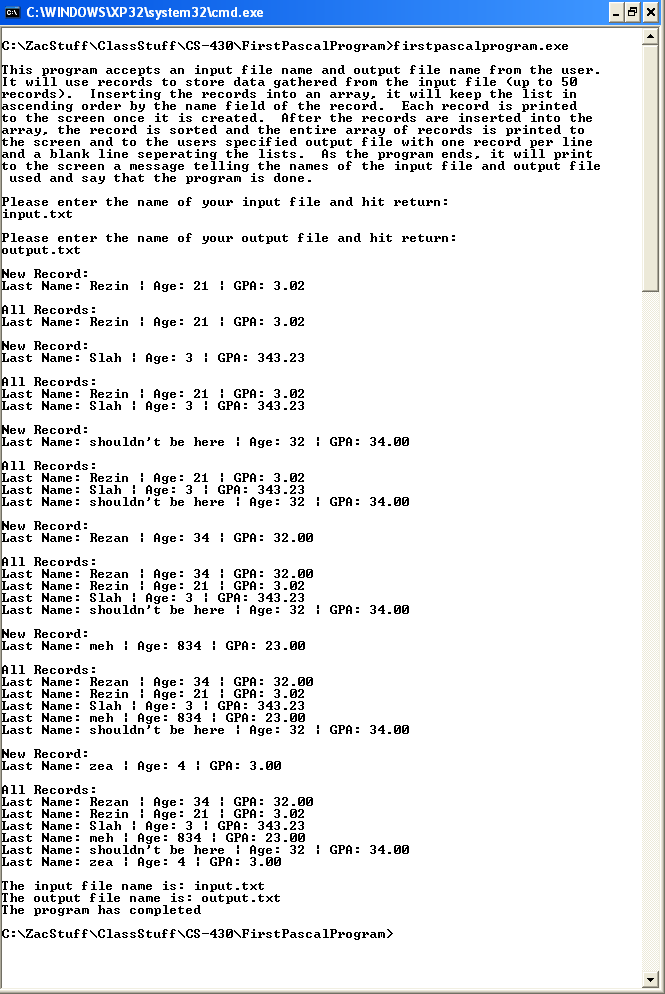 C:\WINDOWS\XP32\system32\cmd.exe
C:\ZacStuff\ClassStuff\CS-430\FirstPascalProgram>firstpascalprogram.exe
This program accepts an input file name and output file name from the user.
It will use records to store data gathered from the input file (up to 50
records).  Inserting the records into an array, it will keep the list in
ascending order by the name field of the record.  Each record is printed
to the screen once it is created.  After the records are inserted into the
array, the record is sorted and the entire array of records is printed to
the screen and to the users specified output file with one record per line
and a blank line seperating the lists.  As the program ends, it will print
to the screen a message telling the names of the input file and output file
 used and say that the program is done.
Please enter the name of your input file and hit return:
input.txt
Please enter the name of your output file and hit return:
output.txt
New Record:
Last Name: Rezin | Age: 21 | GPA: 3.02
All Records:
Last Name: Rezin | Age: 21 | GPA: 3.02
New Record:
Last Name: Slah | Age: 3 | GPA: 343.23
All Records:
Last Name: Rezin | Age: 21 | GPA: 3.02
Last Name: Slah | Age: 3 | GPA: 343.23
New Record:
Last Name: shouldn't be here | Age: 32 | GPA: 34.00
All Records:
Last Name: Rezin | Age: 21 | GPA: 3.02
Last Name: Slah | Age: 3 | GPA: 343.23
Last Name: shouldn't be here | Age: 32 | GPA: 34.00
New Record:
Last Name: Rezan | Age: 34 | GPA: 32.00
All Records:
Last Name: Rezan | Age: 34 | GPA: 32.00
Last Name: Rezin | Age: 21 | GPA: 3.02
Last Name: Slah | Age: 3 | GPA: 343.23
Last Name: shouldn't be here | Age: 32 | GPA: 34.00
New Record:
Last Name: meh | Age: 834 | GPA: 23.00
All Records:
Last Name: Rezan | Age: 34 | GPA: 32.00
Last Name: Rezin | Age: 21 | GPA: 3.02
Last Name: Slah | Age: 3 | GPA: 343.23
Last Name: meh | Age: 834 | GPA: 23.00
Last Name: shouldn't be here | Age: 32 | GPA: 34.00
New Record:
Last Name: zea | Age: 4 | GPA: 3.00
All Records:
Last Name: Rezan | Age: 34 | GPA: 32.00
Last Name: Rezin | Age: 21 | GPA: 3.02
Last Name: Slah | Age: 3 | GPA: 343.23
Last Name: meh | Age: 834 | GPA: 23.00
Last Name: shouldn't be here | Age: 32 | GPA: 34.00
Last Name: zea | Age: 4 | GPA: 3.00
The input file name is: input.txt
The output file name is: output.txt
The program has completed
C:\ZacStuff\ClassStuff\CS-430\FirstPascalProgram>